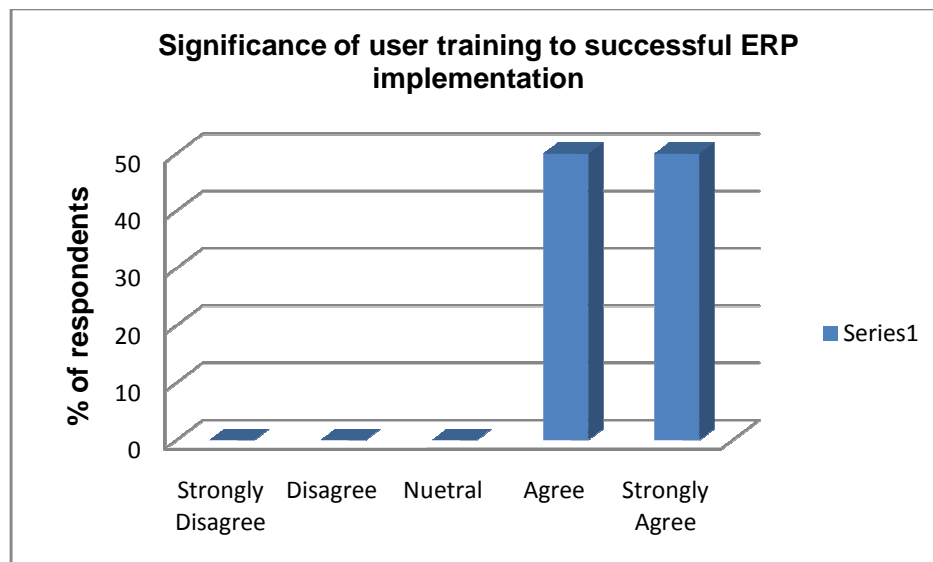 Significance of user training to successful ERP
implementation
% of respondents
50
40
30
20
10
0
Strongly Disagree
Disagree
Nuetral
Agree
Strongly Agree
Series1